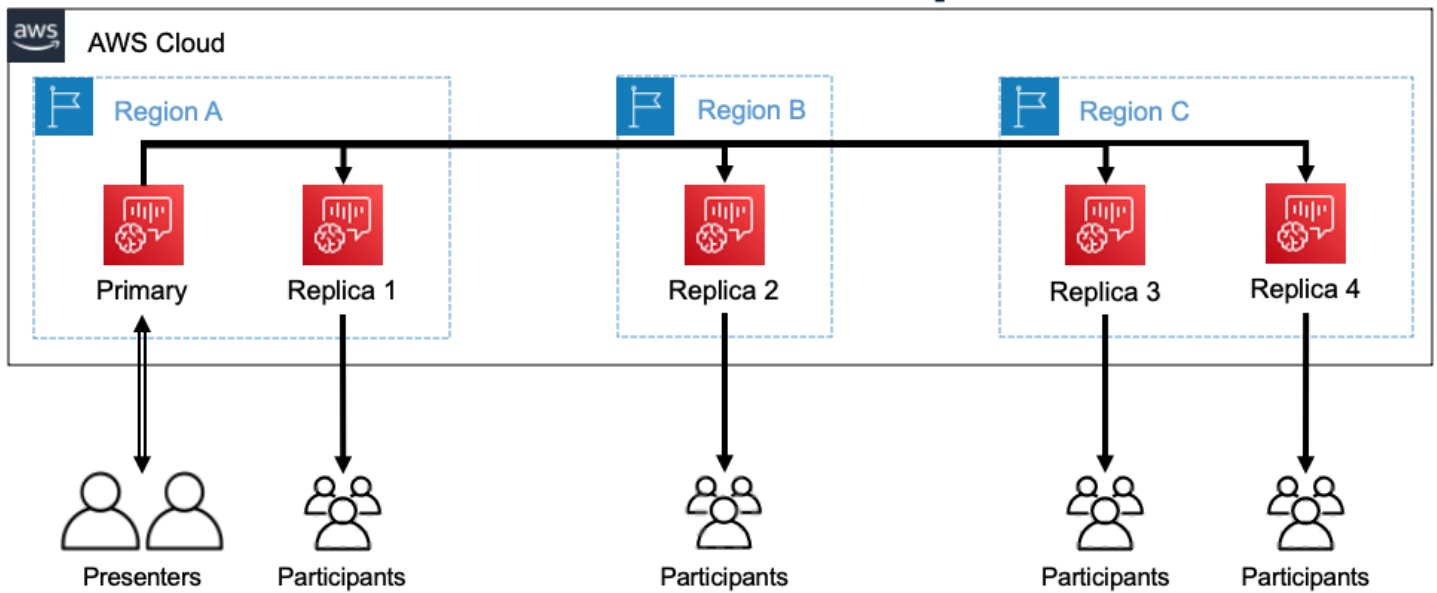 aws
AWS Cloud
Region A
Region B
Region C
Primary
Replica 1
Replica 2
Replica 3
Replica 4
Presenters
Participants
Participants
Participants
Participants